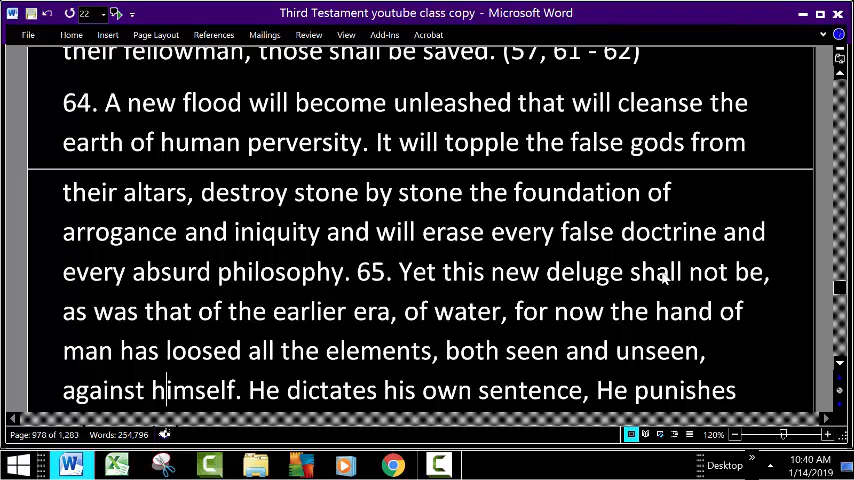 Third Testament youtube class copy - Microsoft Word
22
File Home Insert Page Layout References Mailings Review View Add-Ins Acrobat
their fellowman, those shall be saved. (57, 61 - 62)
64. A new flood will become unleashed that will cleanse the
earth of human perversity. It will topple the false gods from
their altars, destroy stone by stone the foundation of
arrogance and iniquity and will erase every false doctrine and
every absurd philosophy. 65. Yet this new deluge shall not be,
as was that of the earlier era, of water, for now the hand of
man has loosed all the elements, both seen and unseen,
against himself. He dictates his own sentence, He punishes
Page: 978 of 1,283 Words: 254,796 120%
Desktop 10:40 AM
1/14/2019